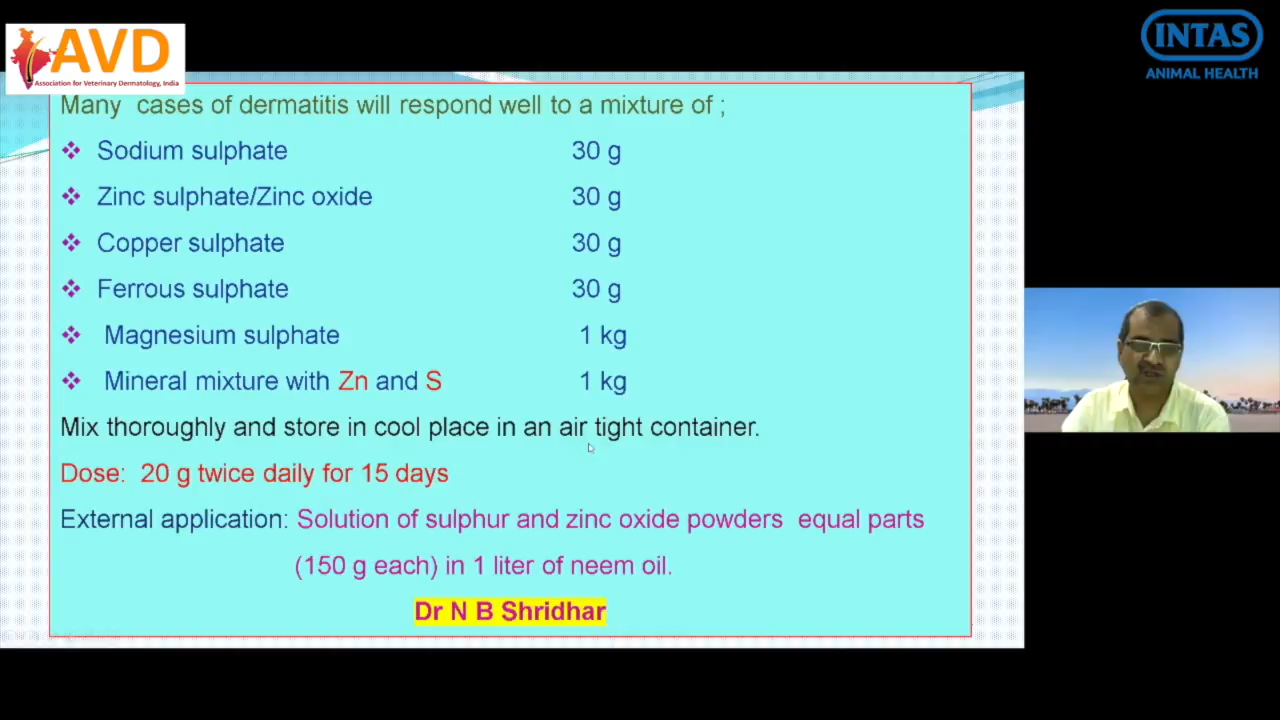 AVD
Association for Veterinary Dermatology, India
INTAS
ANIMAL HEALTH
Many cases of dermatitis will respond well to a mixture of ;
Sodium sulphate 30 g
Zinc sulphate/Zinc oxide 30 g
Copper sulphate 30 g
Ferrous sulphate 30 g
Magnesium sulphate 1 kg
Mineral mixture with Zn and S 1 kg
Mix thoroughly and store in cool place in an air tight container.
Dose: 20 g twice daily for 15 days
External application: Solution of sulphur and zinc oxide powders equal parts
(150 g each) in 1 liter of neem oil.
Dr N B Shridhar